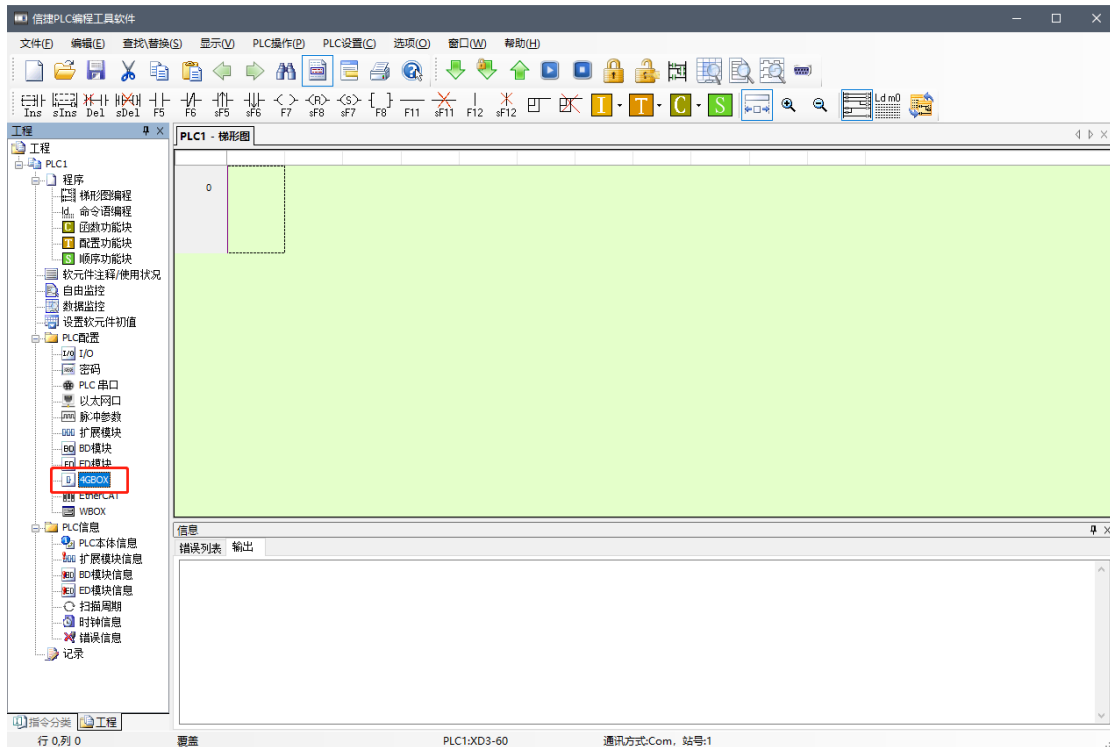 信捷PLC编程工具软件
文件(F) 编辑(E) 查找\替换(S) 显示(V) PLC操作(P) PLC设置(C) 选项(O) 窗口(W) 帮助(H)
Ins sIns Del sDel F5 F6 sF5 sF6 F7 sF8 sF7 F8 F11 sF11 F12 sF12 I T C S Ld m0
工程
PLC1 - 梯形图
工程
PLC1
程序
梯形图编程
命令语编程
函数功能块
配置功能块
顺序功能块
软元件注释/使用状况
自由监控
数据监控
设置软元件初值
PLC配置
I/O
密码
PLC 串口
以太网口
脉冲参数
扩展模块
BD模块
ED模块
4GBOX
EtherCAT
WBOX
PLC信息
PLC本体信息
扩展模块信息
BD模块信息
ED模块信息
扫描周期
时钟信息
错误信息
记录
0
信息
错误列表 输出
指令分类 工程
行 0,列 0 覆盖 PLC1:XD3-60 通讯方式:Com, 站号:1